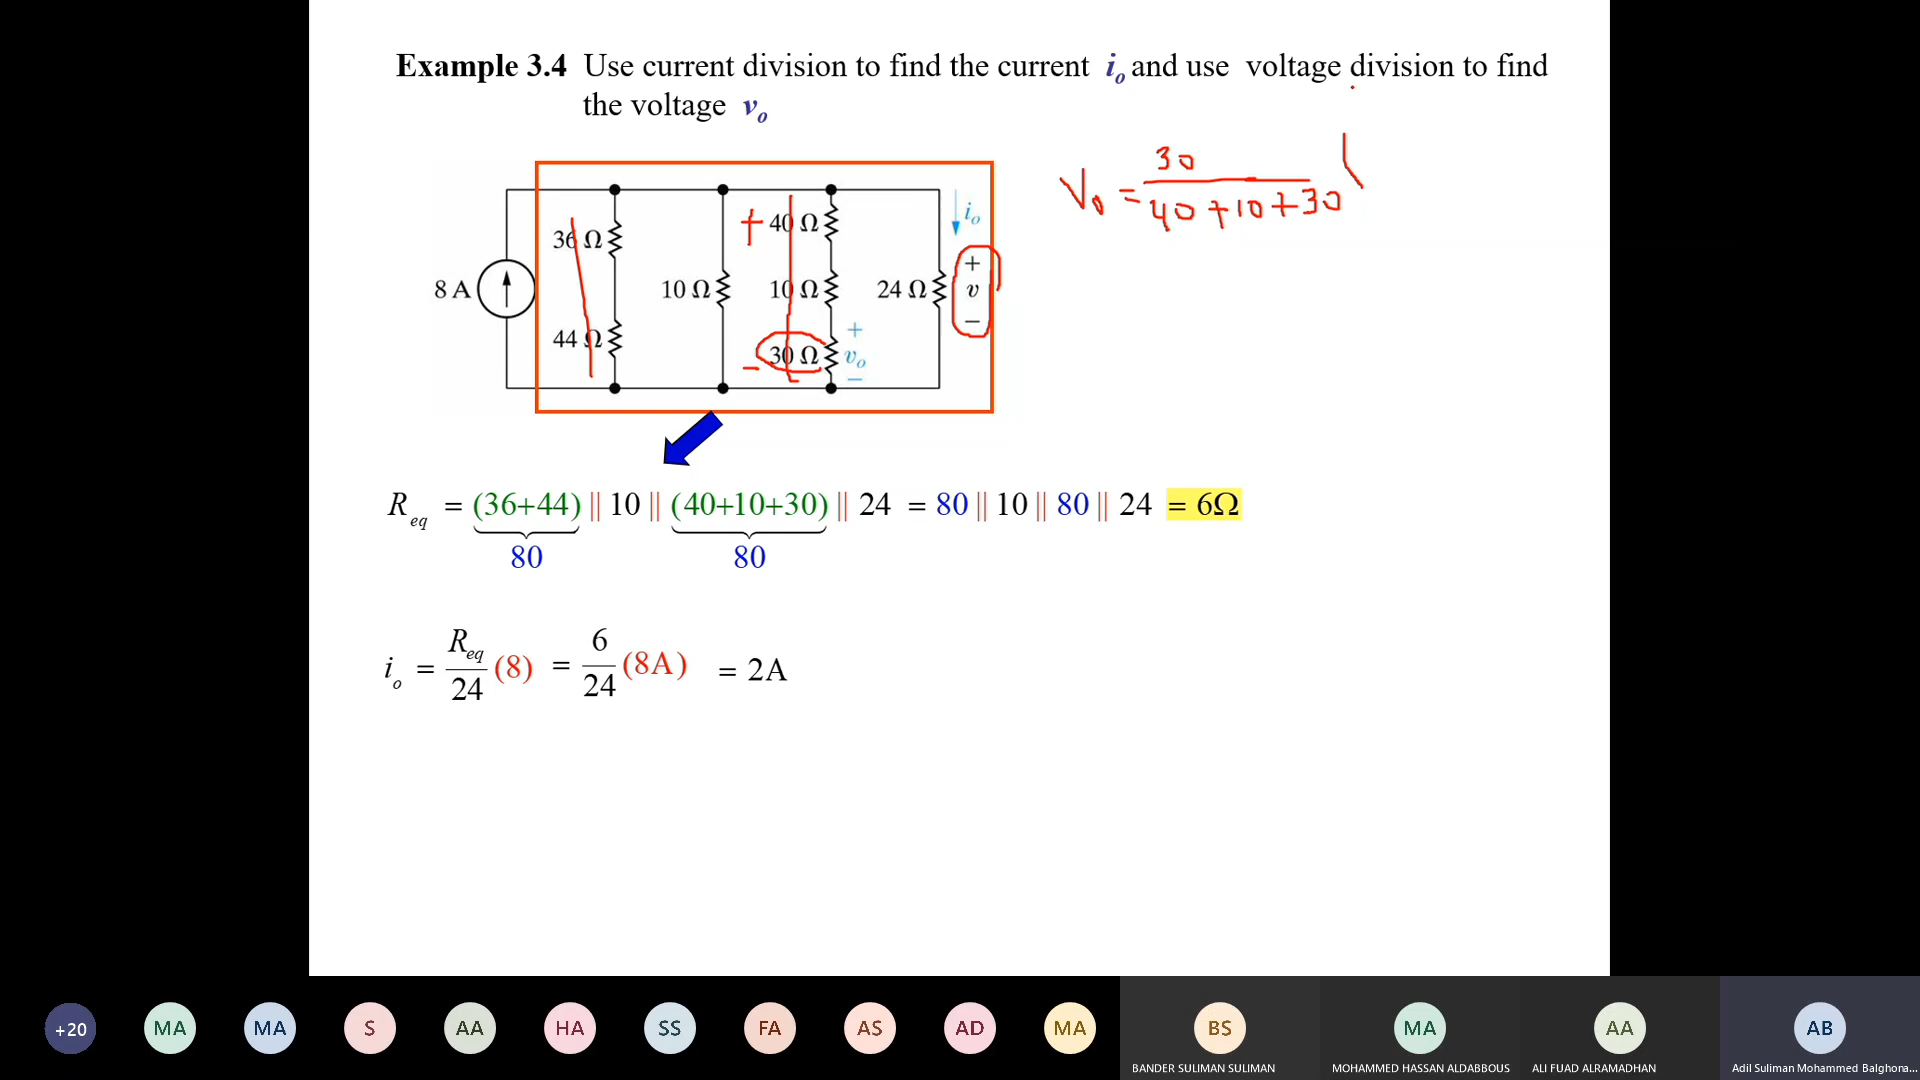 Example 3.4 Use current division to find the current i_o and use voltage division to find
the voltage v_o
V_o = 30 / 40 + 10 + 30 (
8 A
36 Ω
44 Ω
10 Ω
+ 40 Ω
10 Ω
− 30 Ω
+
v_o
−
24 Ω
i_o
+
v
−
R_eq = (36+44) || 10 || (40+10+30) || 24 = 80 || 10 || 80 || 24 = 6Ω
80 80
i_o = R_eq / 24 (8) = 6 / 24 (8A) = 2A
+20 MA MA S AA HA SS FA AS AD MA BS MA AA AB
BANDER SULIMAN SULIMAN MOHAMMED HASSAN ALDABBOUS ALI FUAD ALRAMADHAN Adil Suliman Mohammed Balghona...